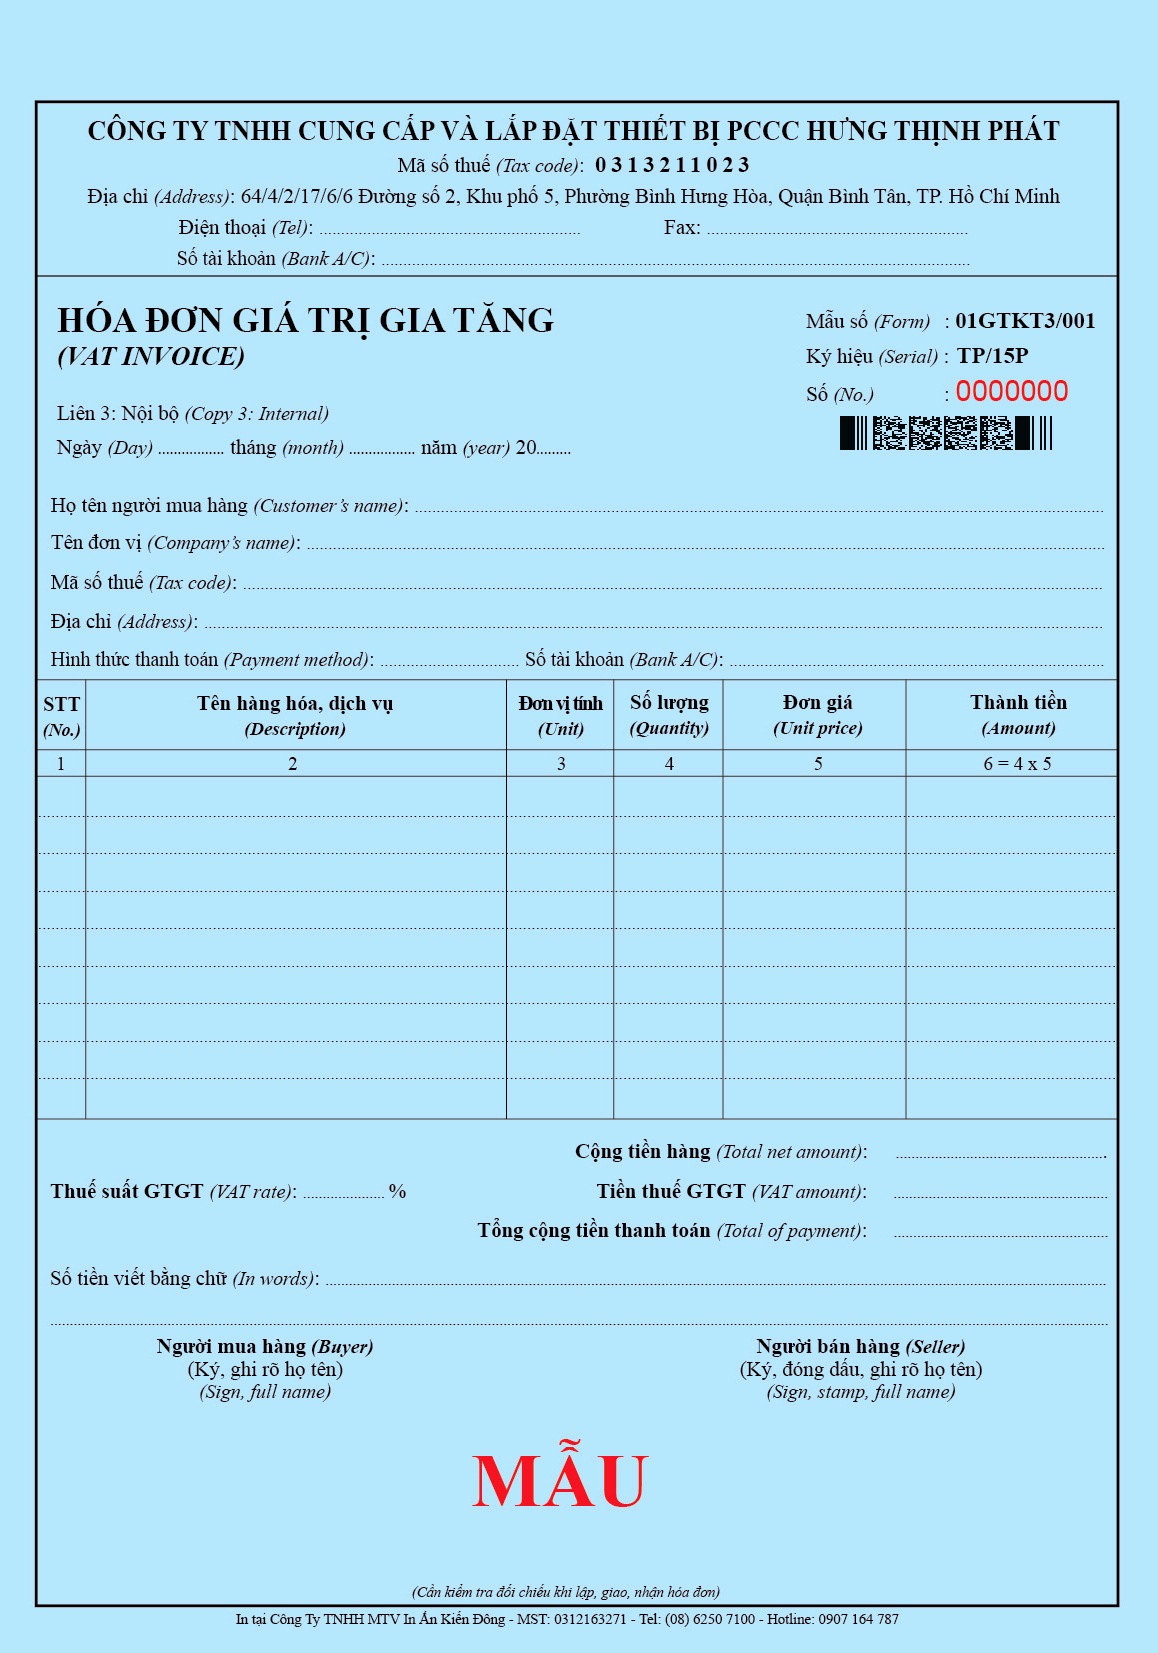 CÔNG TY TNHH CUNG CẤP VÀ LẮP ĐẶT THIẾT BỊ PCCC HƯNG THỊNH PHÁT
Mã số thuế (Tax code): 0313211023
Địa chỉ (Address): 64/4/2/17/6/6 Đường số 2, Khu phố 5, Phường Bình Hưng Hòa, Quận Bình Tân, TP. Hồ Chí Minh
Điện thoại (Tel): ............ Fax: ............
Số tài khoản (Bank A/C): ............
HÓA ĐƠN GIÁ TRỊ GIA TĂNG
(VAT INVOICE)
Mẫu số (Form) : 01GTKT3/001
Ký hiệu (Serial) : TP/15P
Số (No.) : 0000000
Liên 3: Nội bộ (Copy 3: Internal)
Ngày (Day) ............ tháng (month) ............ năm (year) 20.........
Họ tên người mua hàng (Customer's name): ............
Tên đơn vị (Company's name): ............
Mã số thuế (Tax code): ............
Địa chỉ (Address): ............
Hình thức thanh toán (Payment method): ............ Số tài khoản (Bank A/C): ............
STT Tên hàng hóa, dịch vụ Đơn vị tính Số lượng Đơn giá Thành tiền
(No.) (Description) (Unit) (Quantity) (Unit price) (Amount)
1 2 3 4 5 6 = 4 x 5
Cộng tiền hàng (Total net amount): ............
Thuế suất GTGT (VAT rate): ............ % Tiền thuế GTGT (VAT amount): ............
Tổng cộng tiền thanh toán (Total of payment): ............
Số tiền viết bằng chữ (In words): ............
Người mua hàng (Buyer) Người bán hàng (Seller)
(Ký, ghi rõ họ tên) (Ký, đóng dấu, ghi rõ họ tên)
(Sign, full name) (Sign, stamp, full name)
MẪU
(Cần kiểm tra đối chiếu khi lập, giao, nhận hóa đơn)
In tại Công Ty TNHH MTV In Ấn Kiến Đông - MST: 0312163271 - Tel: (08) 6250 7100 - Hotline: 0907 164 787